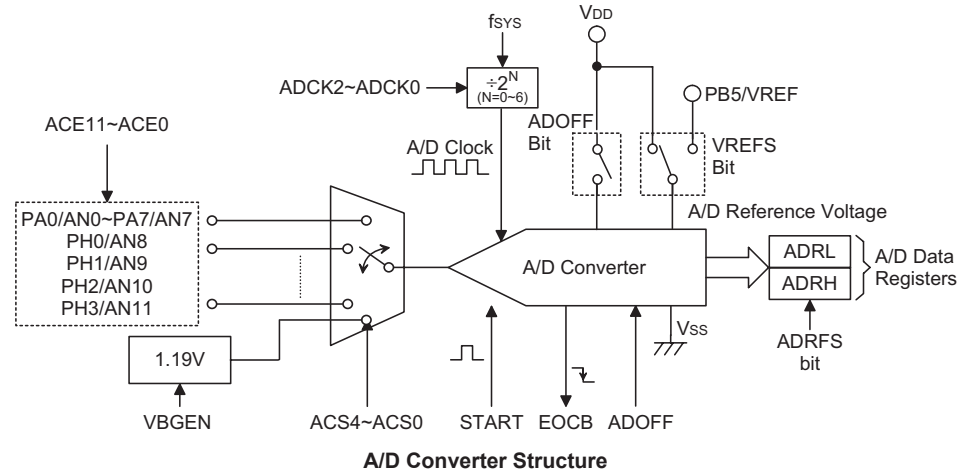 fSYS
VDD
ADCK2~ADCK0
÷2^N
(N=0~6)
PB5/VREF
ACE11~ACE0
ADOFF
Bit
VREFS
Bit
A/D Clock
PA0/AN0~PA7/AN7
PH0/AN8
PH1/AN9
PH2/AN10
PH3/AN11
A/D Reference Voltage
A/D Converter
ADRL
ADRH
A/D Data
Registers
VSS
1.19V
ADRFS
bit
VBGEN
ACS4~ACS0
START
EOCB
ADOFF
A/D Converter Structure